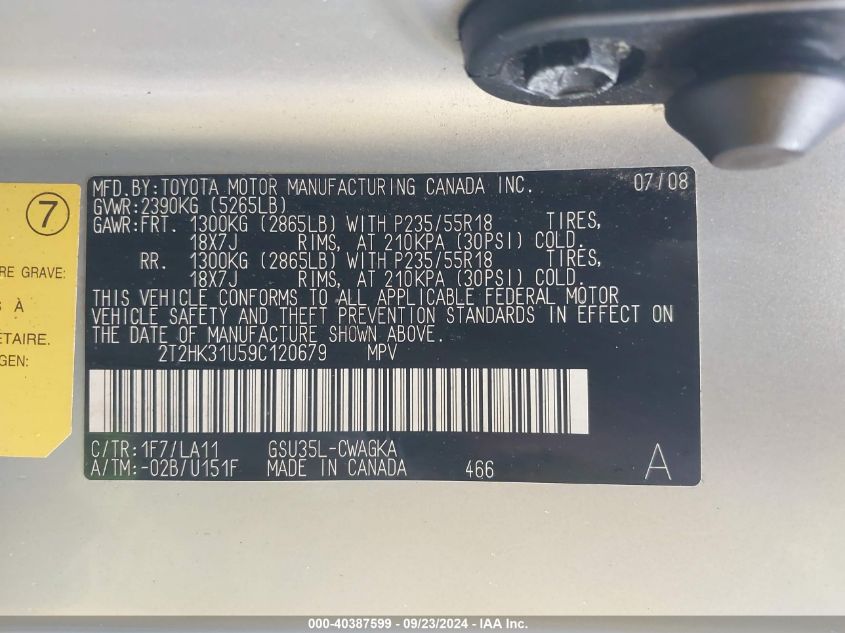 MFD.BY:TOYOTA MOTOR MANUFACTURING CANADA INC. 07/08
GVWR:2390KG (5265LB)
GAWR:FRT. 1300KG (2865LB) WITH P235/55R18 TIRES,
18X7J RIMS, AT 210KPA (30PSI) COLD.
RR. 1300KG (2865LB) WITH P235/55R18 TIRES,
18X7J RIMS, AT 210KPA (30PSI) COLD.
THIS VEHICLE CONFORMS TO ALL APPLICABLE FEDERAL MOTOR
VEHICLE SAFETY AND THEFT PREVENTION STANDARDS IN EFFECT ON
THE DATE OF MANUFACTURE SHOWN ABOVE.
2T2HK31U59C120679 MPV
C/TR:1F7/LA11 GSU35L-CWAGKA
A/TM:-02B/U151F MADE IN CANADA 466 A
7
RE GRAVE:
S À
ÉTAIRE.
GEN:
000-40387599 - 09/23/2024 - IAA Inc.